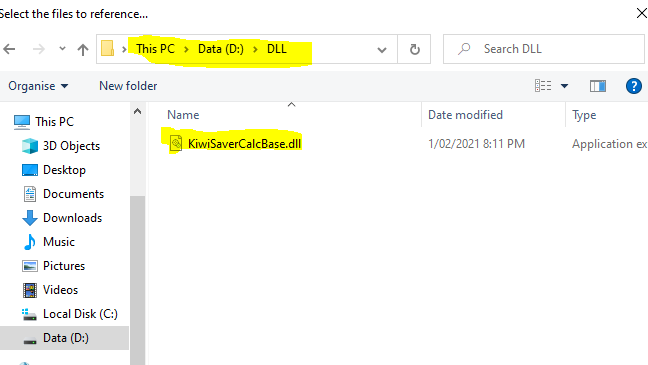 Select the files to reference...
This PC > Data (D:) > DLL
Search DLL
Organise New folder
Name Date modified Type
KiwiSaverCalcBase.dll 1/02/2021 8:11 PM Application ex
This PC
3D Objects
Desktop
Documents
Downloads
Music
Pictures
Videos
Local Disk (C:)
Data (D:)